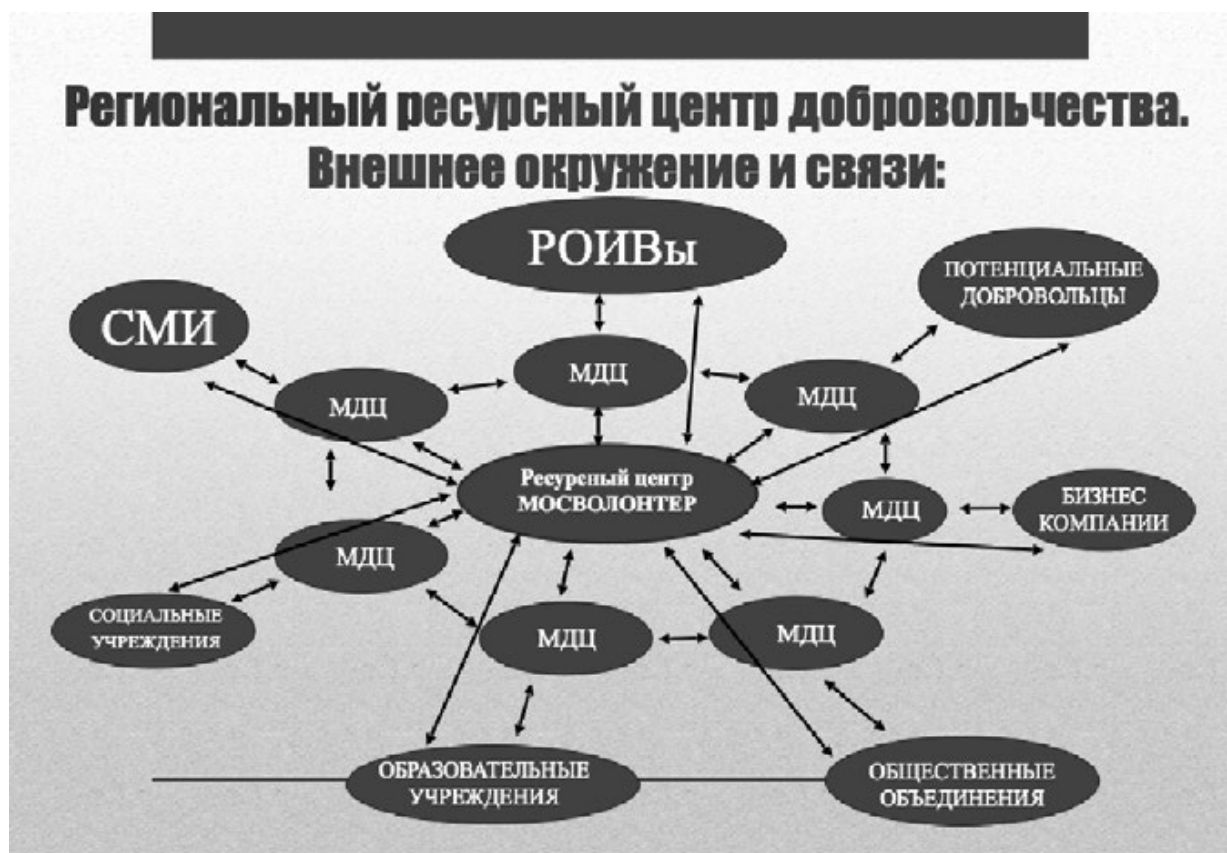 Региональный ресурсный центр добровольчества.
Внешнее окружение и связи:
РОИВы
ПОТЕНЦИАЛЬНЫЕ
ДОБРОВОЛЬЦЫ
СМИ
МДЦ
МДЦ
МДЦ
Ресурсный центр
МОСВОЛОНТЕР
МДЦ
БИЗНЕС
КОМПАНИИ
МДЦ
СОЦИАЛЬНЫЕ
УЧРЕЖДЕНИЯ
МДЦ
МДЦ
ОБРАЗОВАТЕЛЬНЫЕ
УЧРЕЖДЕНИЯ
ОБЩЕСТВЕННЫЕ
ОБЪЕДИНЕНИЯ